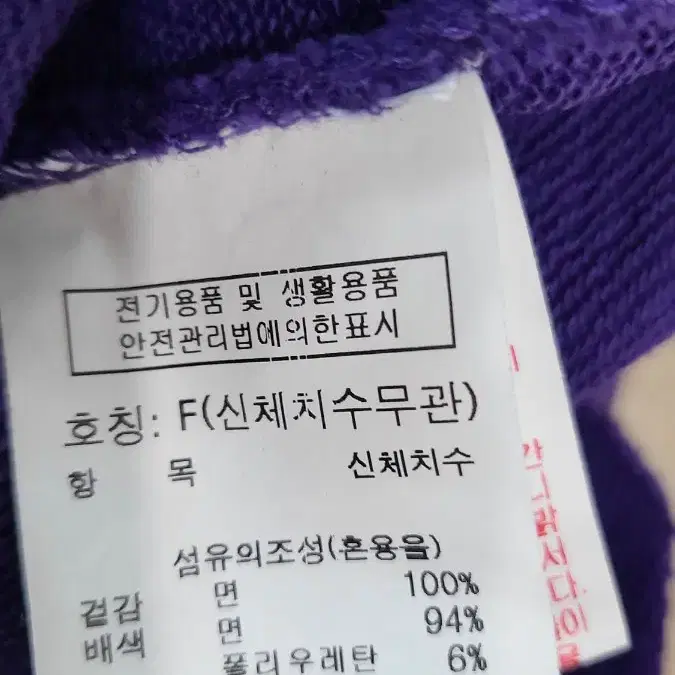 전기용품 및 생활용품
안전관리법에의한표시
호칭: F(신체치수무관)
항 목 신체치수
섬유의조성(혼용율)
겉감 면 100%
배색 면 94%
폴리우레탄 6%